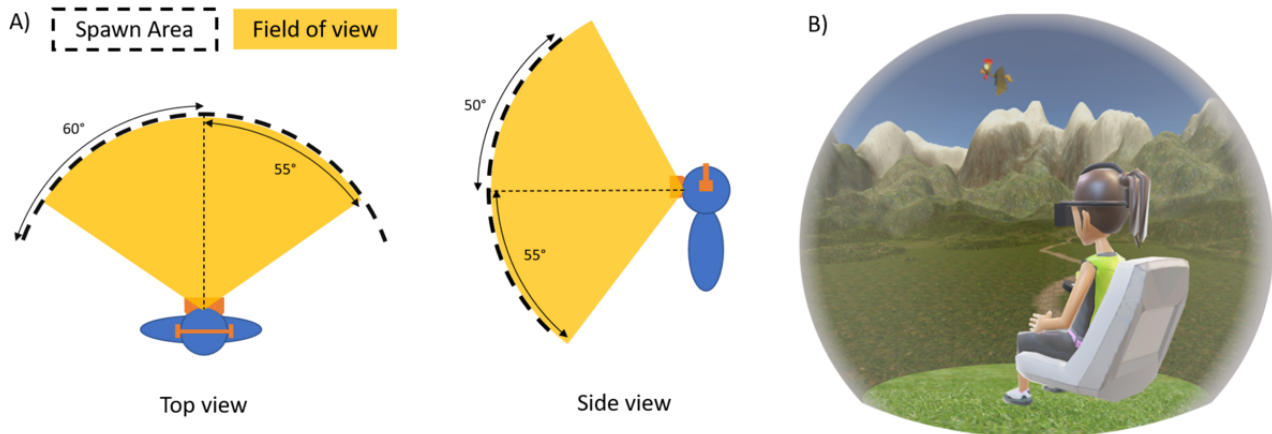 A)
Spawn Area
Field of view
60°
55°
Top view
50°
55°
Side view
B)